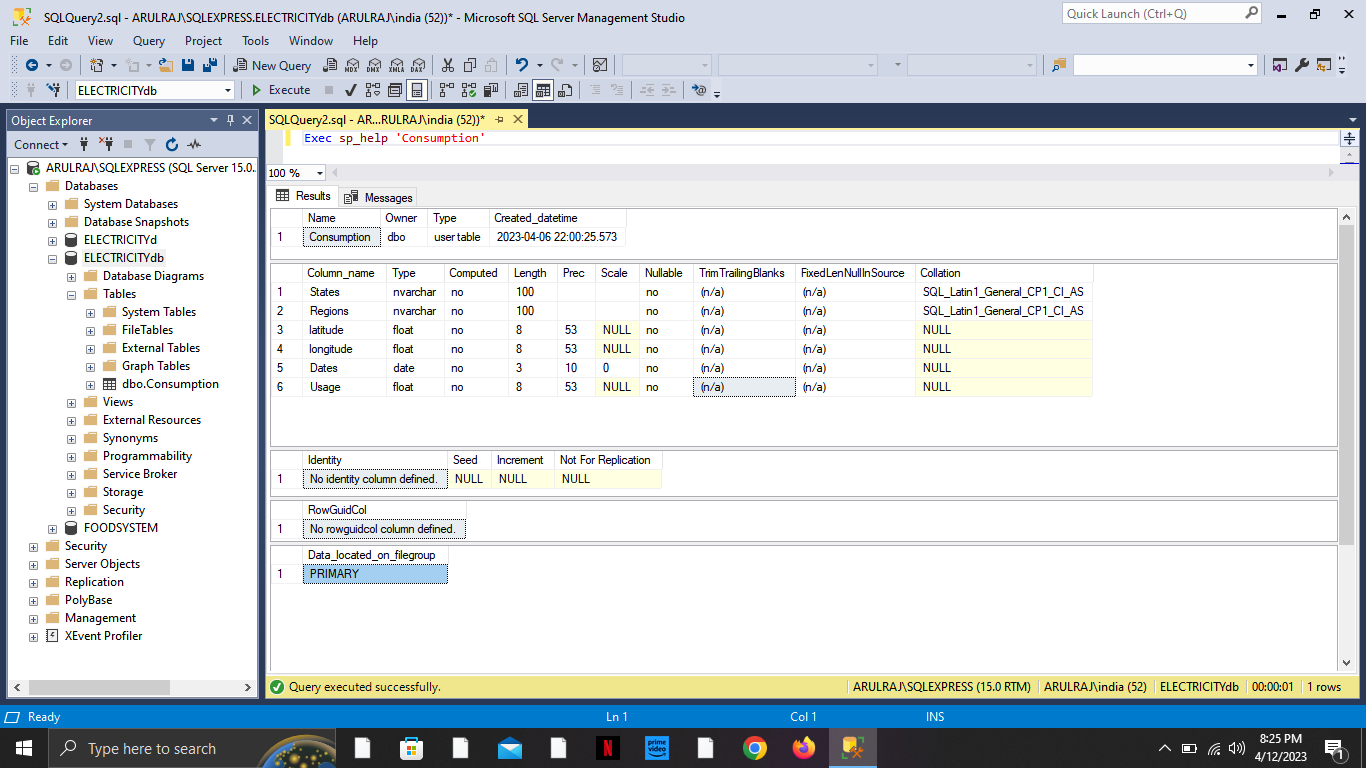 SQLQuery2.sql - ARULRAJ\SQLEXPRESS.ELECTRICITYdb (ARULRAJ\india (52))* - Microsoft SQL Server Management Studio
Quick Launch (Ctrl+Q)
File Edit View Query Project Tools Window Help
New Query MDX DMX XMLA DAX
ELECTRICITYdb Execute
Object Explorer
SQLQuery2.sql - AR...RULRAJ\india (52))*
Connect
Exec sp_help 'Consumption'
100 %
Results Messages
ARULRAJ\SQLEXPRESS (SQL Server 15.0..
Databases
System Databases
Database Snapshots
ELECTRICITYd
ELECTRICITYdb
Database Diagrams
Tables
System Tables
FileTables
External Tables
Graph Tables
dbo.Consumption
Views
External Resources
Synonyms
Programmability
Service Broker
Storage
Security
FOODSYSTEM
Security
Server Objects
Replication
PolyBase
Management
XEvent Profiler
Name Owner Type Created_datetime
1 Consumption dbo user table 2023-04-06 22:00:25.573
Column_name Type Computed Length Prec Scale Nullable TrimTrailingBlanks FixedLenNullInSource Collation
1 States nvarchar no 100 no (n/a) (n/a) SQL_Latin1_General_CP1_CI_AS
2 Regions nvarchar no 100 no (n/a) (n/a) SQL_Latin1_General_CP1_CI_AS
3 latitude float no 8 53 NULL no (n/a) (n/a) NULL
4 longitude float no 8 53 NULL no (n/a) (n/a) NULL
5 Dates date no 3 10 0 no (n/a) (n/a) NULL
6 Usage float no 8 53 NULL no (n/a) (n/a) NULL
Identity Seed Increment Not For Replication
1 No identity column defined. NULL NULL NULL
RowGuidCol
1 No rowguidcol column defined.
Data_located_on_filegroup
1 PRIMARY
Query executed successfully. ARULRAJ\SQLEXPRESS (15.0 RTM) ARULRAJ\india (52) ELECTRICITYdb 00:00:01 1 rows
Ready Ln 1 Col 1 INS
Type here to search
N
prime video
8:25 PM
4/12/2023
1